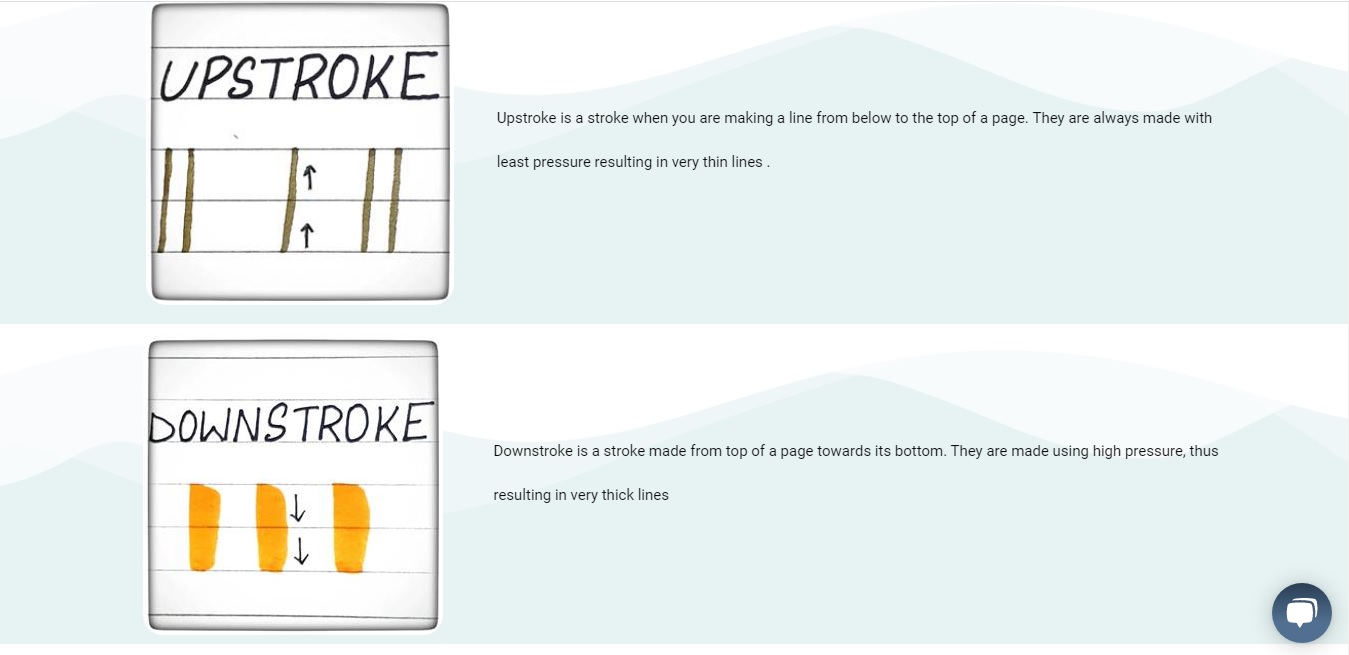 UPSTROKE
Upstroke is a stroke when you are making a line from below to the top of a page. They are always made with
least pressure resulting in very thin lines .
DOWNSTROKE
Downstroke is a stroke made from top of a page towards its bottom. They are made using high pressure, thus
resulting in very thick lines